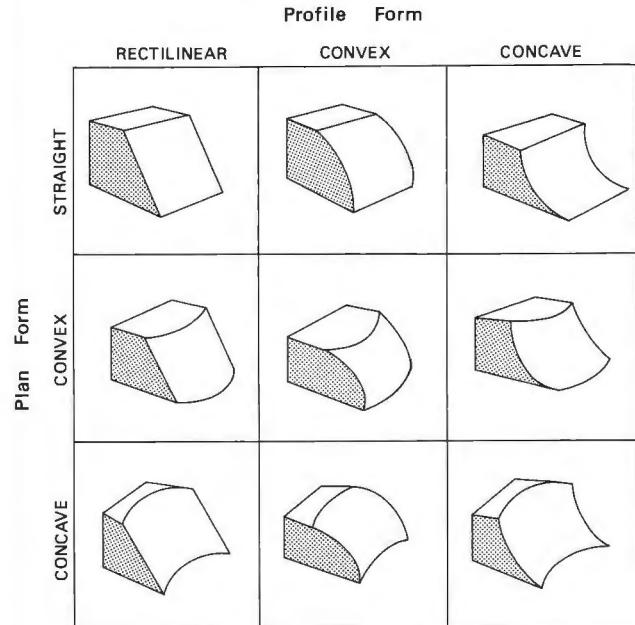 Profile Form
RECTILINEAR CONVEX CONCAVE
Plan Form
STRAIGHT
CONVEX
CONCAVE